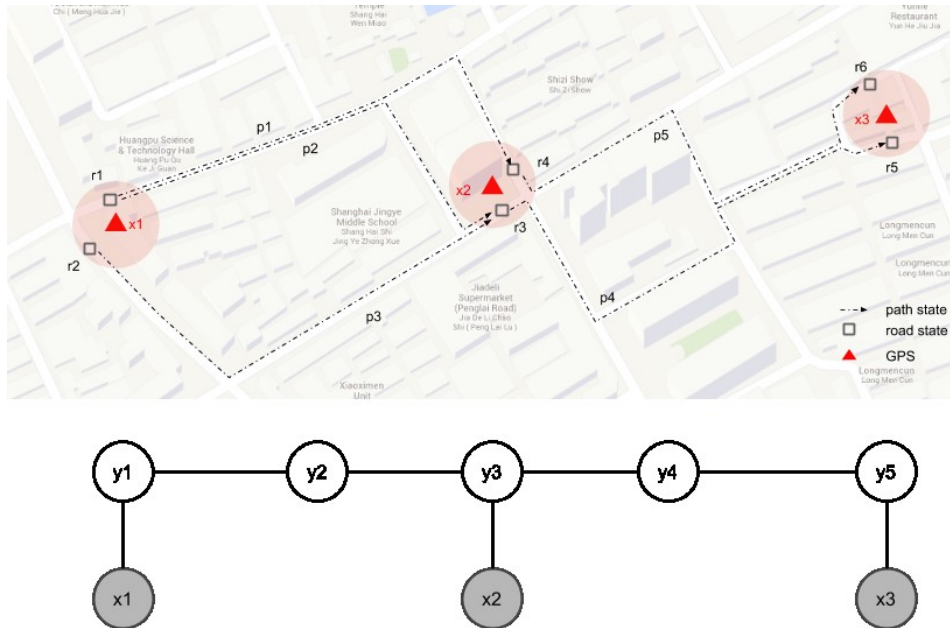 Chi ( Meng Hua Jie )
Temple
Shang Hai
Wen Miao
Yunhe
Restaurant
Yun He Jiu Jia
r6
Shizi Show
Shi Zi Show
x3
p1
p5
Huangpu Science
& Technology Hall
Huang Pu Qu
Ke Ji Guan
p2
r4
r5
r1
x2
x1
Shanghai Jingye
Middle School
Shang Hai Shi
Jing Ye Zhong Xue
r3
Longmencun
Long Men Cun
r2
Longmencun
Long Men Cun
Jiadeli
Supermarket
(Penglai Road)
Jia De Li Chao
Shi ( Peng Lai Lu )
p4
p3
path state
road state
GPS
Longmencun
Long Men Cun
Xiaoximen
Unit
y1
y2
y3
y4
y5
x1
x2
x3